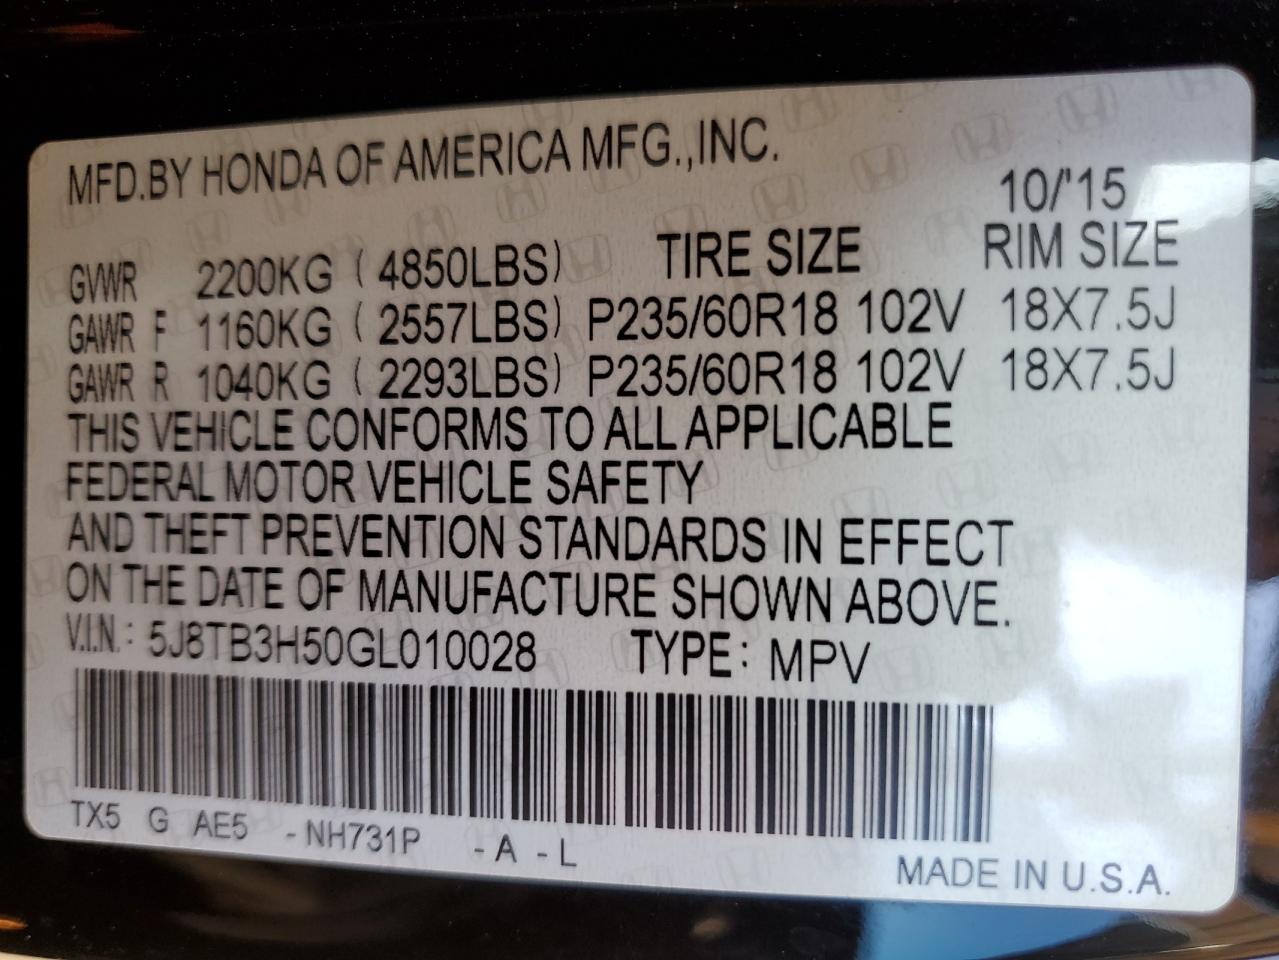 MFD.BY HONDA OF AMERICA MFG.,INC.
10/'15
GVWR 2200KG ( 4850LBS) TIRE SIZE RIM SIZE
GAWR F 1160KG ( 2557LBS) P235/60R18 102V 18X7.5J
GAWR R 1040KG ( 2293LBS) P235/60R18 102V 18X7.5J
THIS VEHICLE CONFORMS TO ALL APPLICABLE
FEDERAL MOTOR VEHICLE SAFETY
AND THEFT PREVENTION STANDARDS IN EFFECT
ON THE DATE OF MANUFACTURE SHOWN ABOVE.
V.I.N.: 5J8TB3H50GL010028 TYPE: MPV
TX5 G AE5 -NH731P -A -L
MADE IN U.S.A.